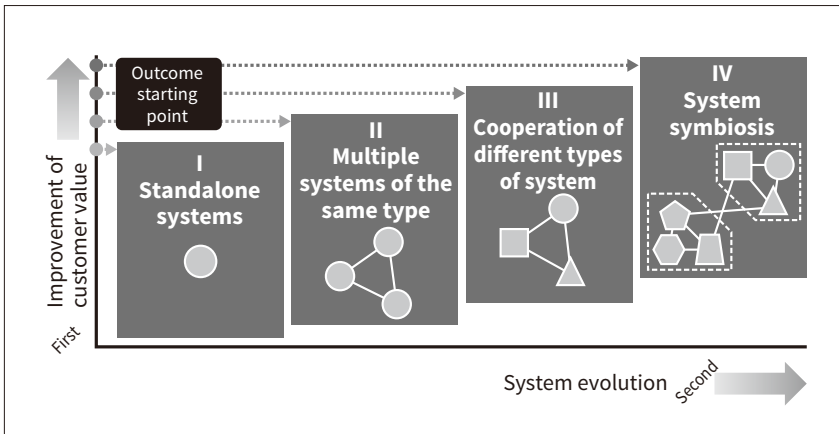 Outcome
starting
point
I
Standalone
systems
II
Multiple
systems of the
same type
III
Cooperation of
different types
of system
IV
System
symbiosis
Improvement of
customer value
First
System evolution
Second